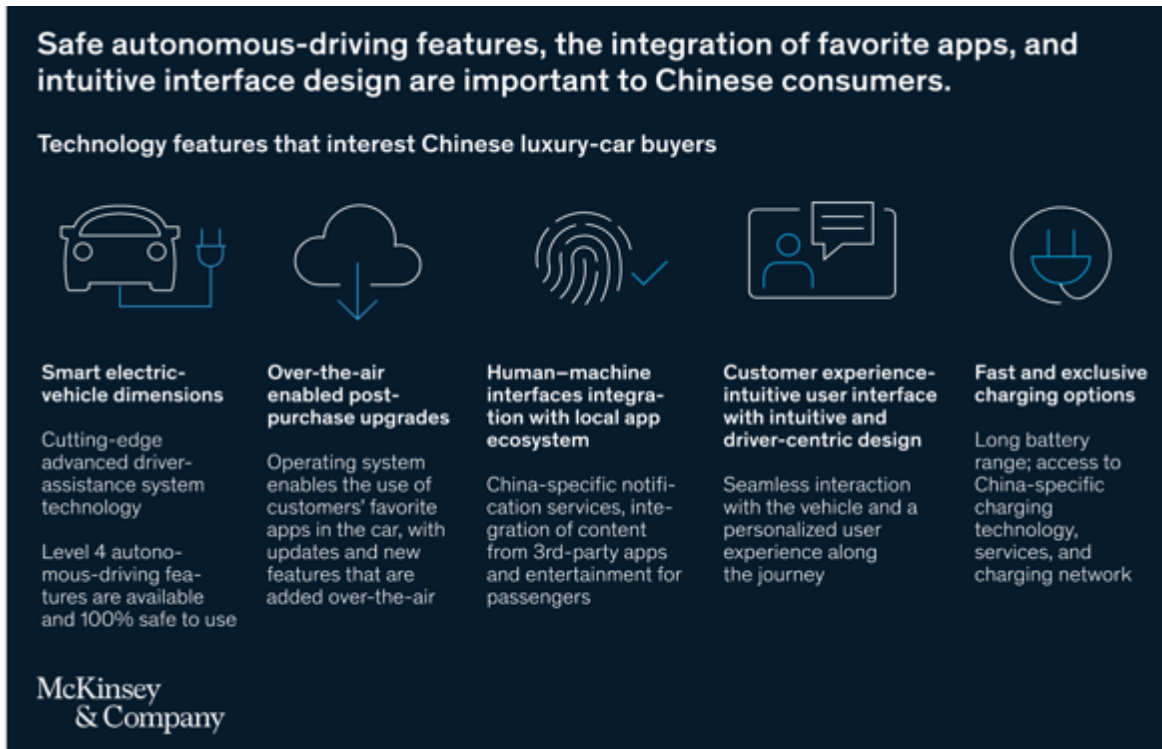 Safe autonomous-driving features, the integration of favorite apps, and
intuitive interface design are important to Chinese consumers.
Technology features that interest Chinese luxury-car buyers
Smart electric-
vehicle dimensions
Cutting-edge
advanced driver-
assistance system
technology
Level 4 autono-
mous-driving fea-
tures are available
and 100% safe to use
Over-the-air
enabled post-
purchase upgrades
Operating system
enables the use of
customers' favorite
apps in the car, with
updates and new
features that are
added over-the-air
Human–machine
interfaces integra-
tion with local app
ecosystem
China-specific notifi-
cation services, inte-
gration of content
from 3rd-party apps
and entertainment for
passengers
Customer experience-
intuitive user interface
with intuitive and
driver-centric design
Seamless interaction
with the vehicle and a
personalized user
experience along
the journey
Fast and exclusive
charging options
Long battery
range; access to
China-specific
charging
technology,
services, and
charging network
McKinsey
& Company